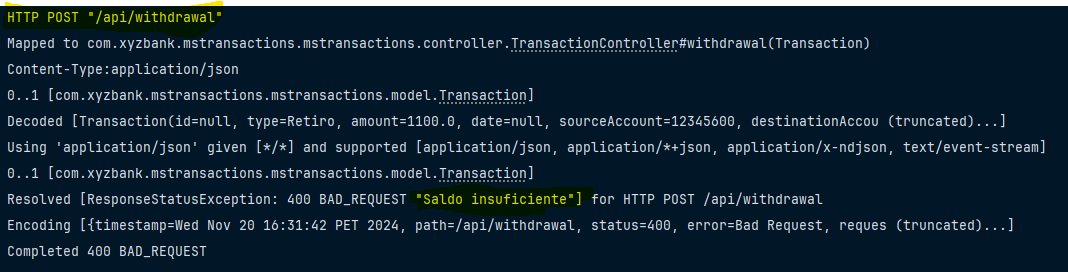 HTTP POST "/api/withdrawal"
Mapped to com.xyzbank.mstransactions.mstransactions.controller.TransactionController#withdrawal(Transaction)
Content-Type:application/json
0..1 [com.xyzbank.mstransactions.mstransactions.model.Transaction]
Decoded [Transaction(id=null, type=Retiro, amount=1100.0, date=null, sourceAccount=12345600, destinationAccou (truncated)...]
Using 'application/json' given [*/*] and supported [application/json, application/*+json, application/x-ndjson, text/event-stream]
0..1 [com.xyzbank.mstransactions.mstransactions.model.Transaction]
Resolved [ResponseStatusException: 400 BAD_REQUEST "Saldo insuficiente"] for HTTP POST /api/withdrawal
Encoding [{timestamp=Wed Nov 20 16:31:42 PET 2024, path=/api/withdrawal, status=400, error=Bad Request, reques (truncated)...]
Completed 400 BAD_REQUEST